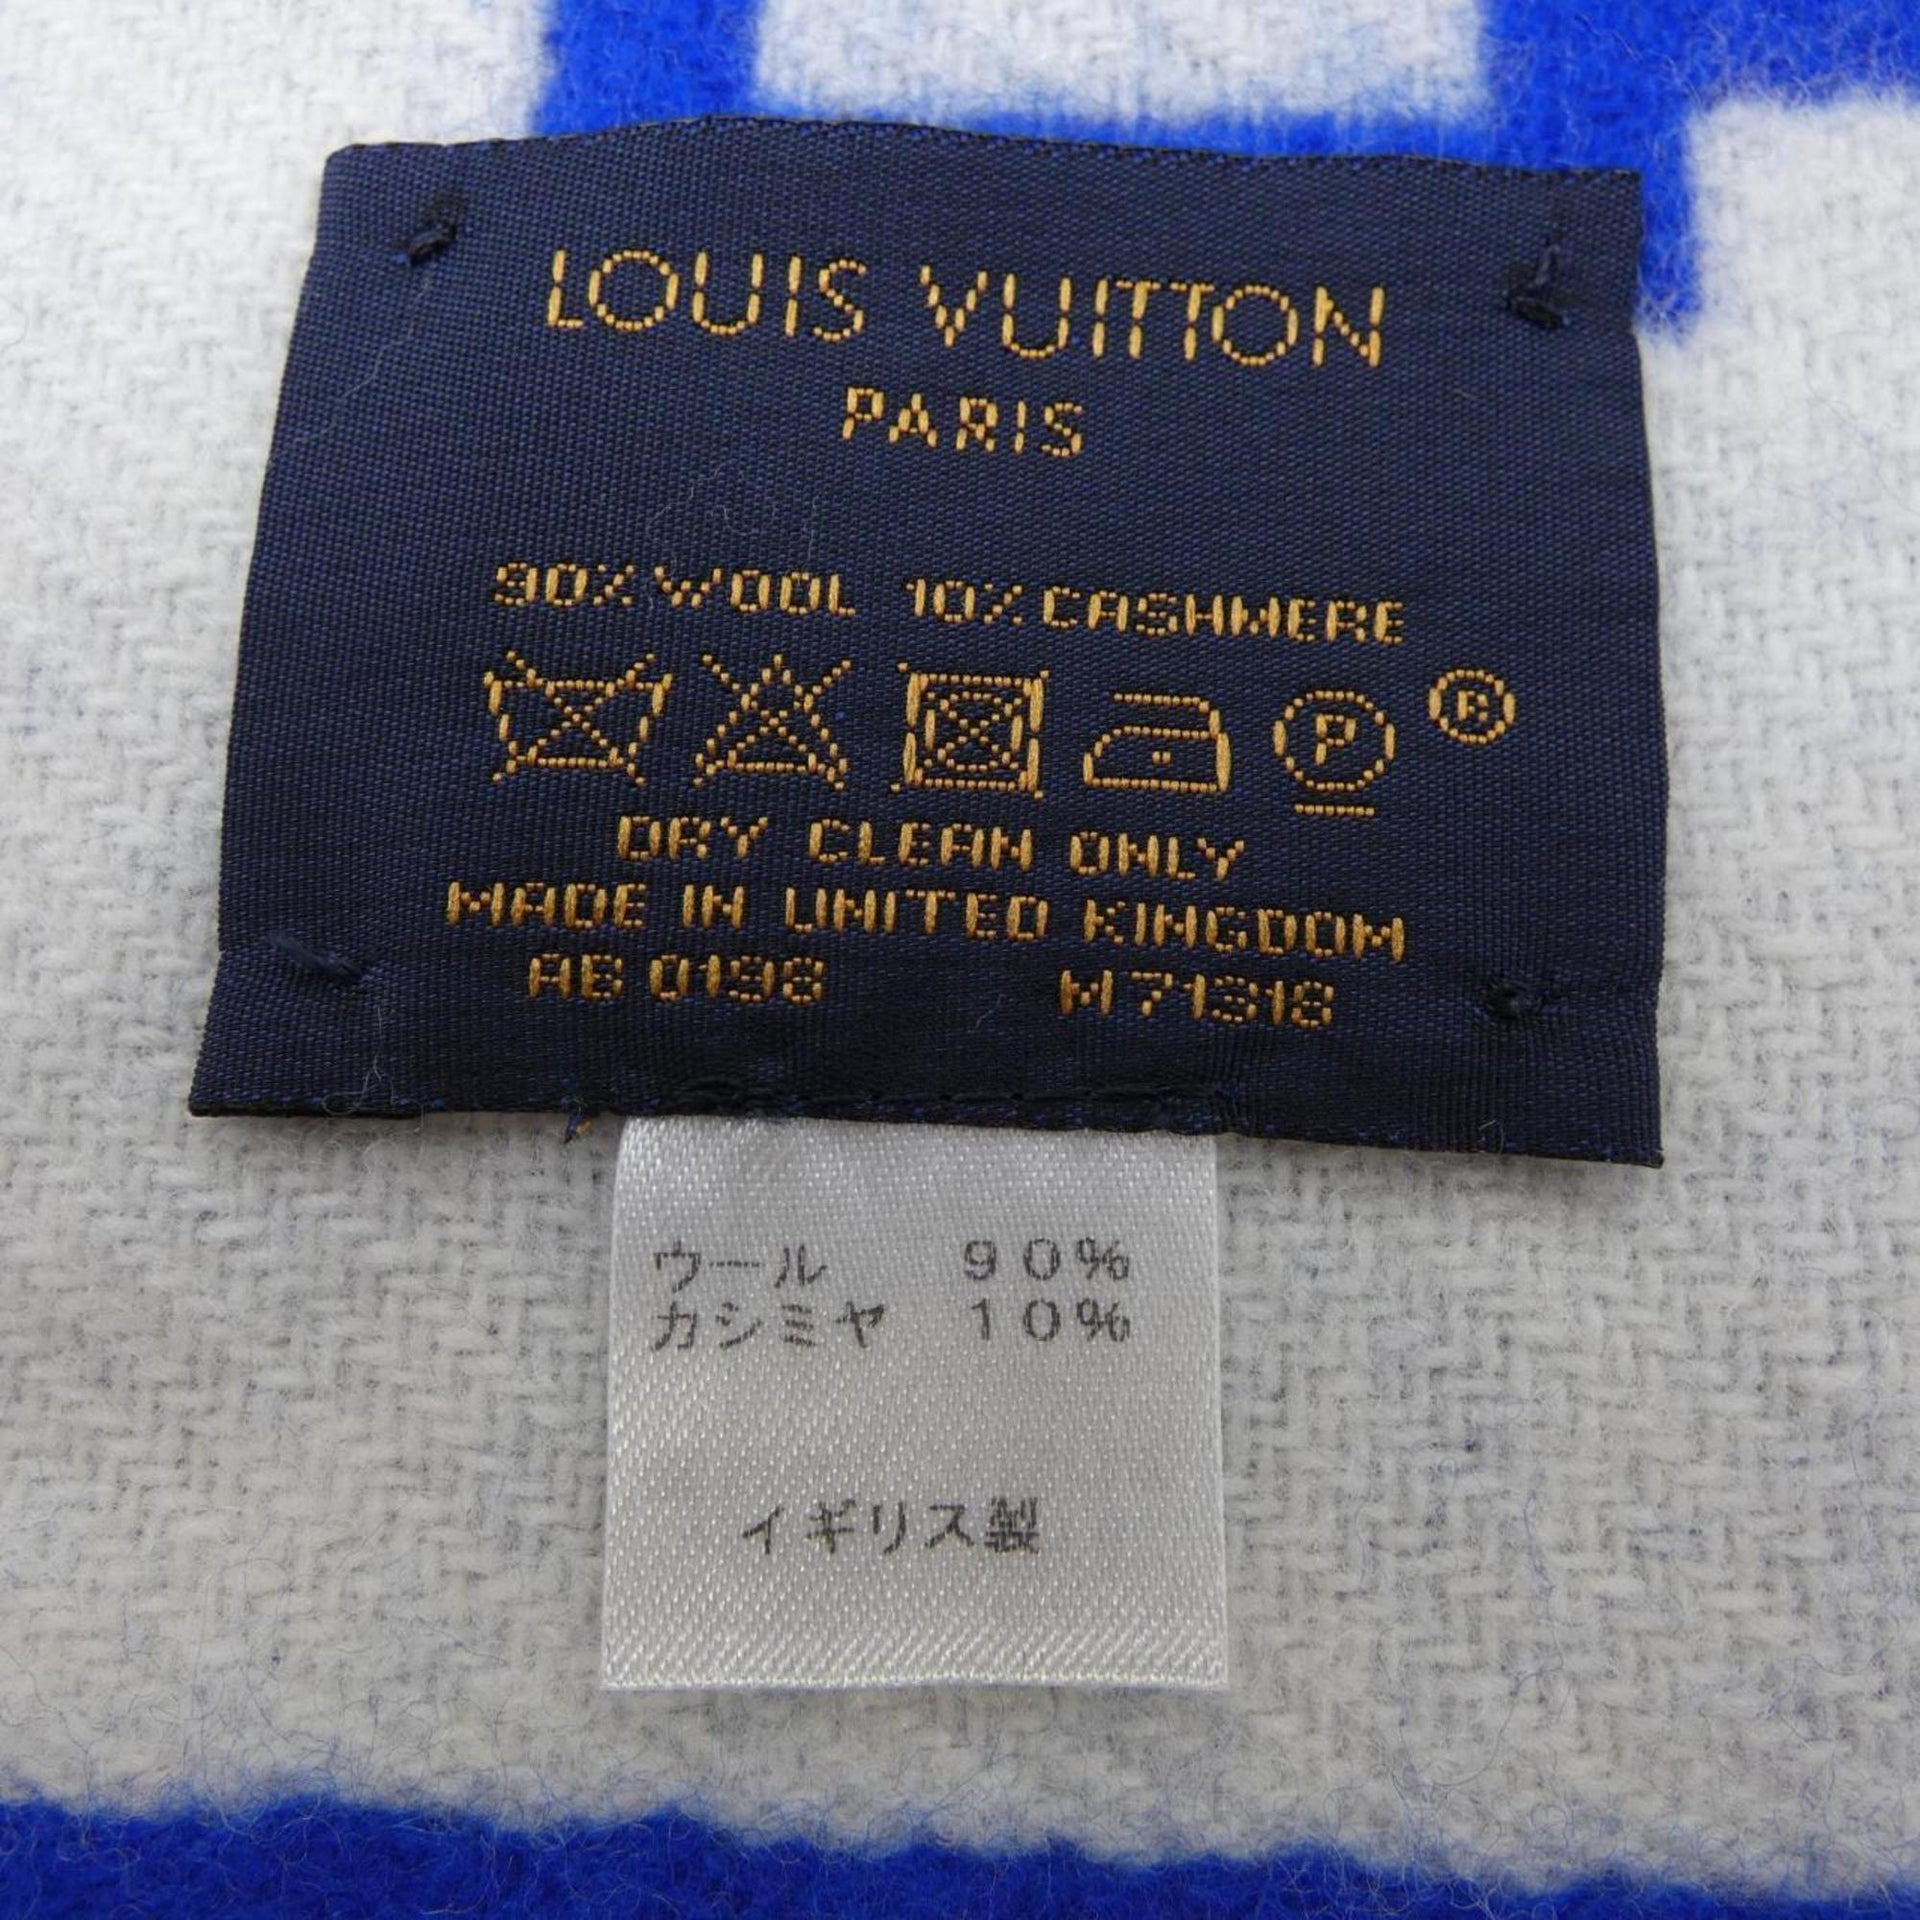 LOUIS VUITTON
PARIS
90% WOOL 10% CASHMERE
P ®
DRY CLEAN ONLY
MADE IN UNITED KINGDOM
AB 0198 M71318
ウール 90%
カシミヤ 10%
イギリス製